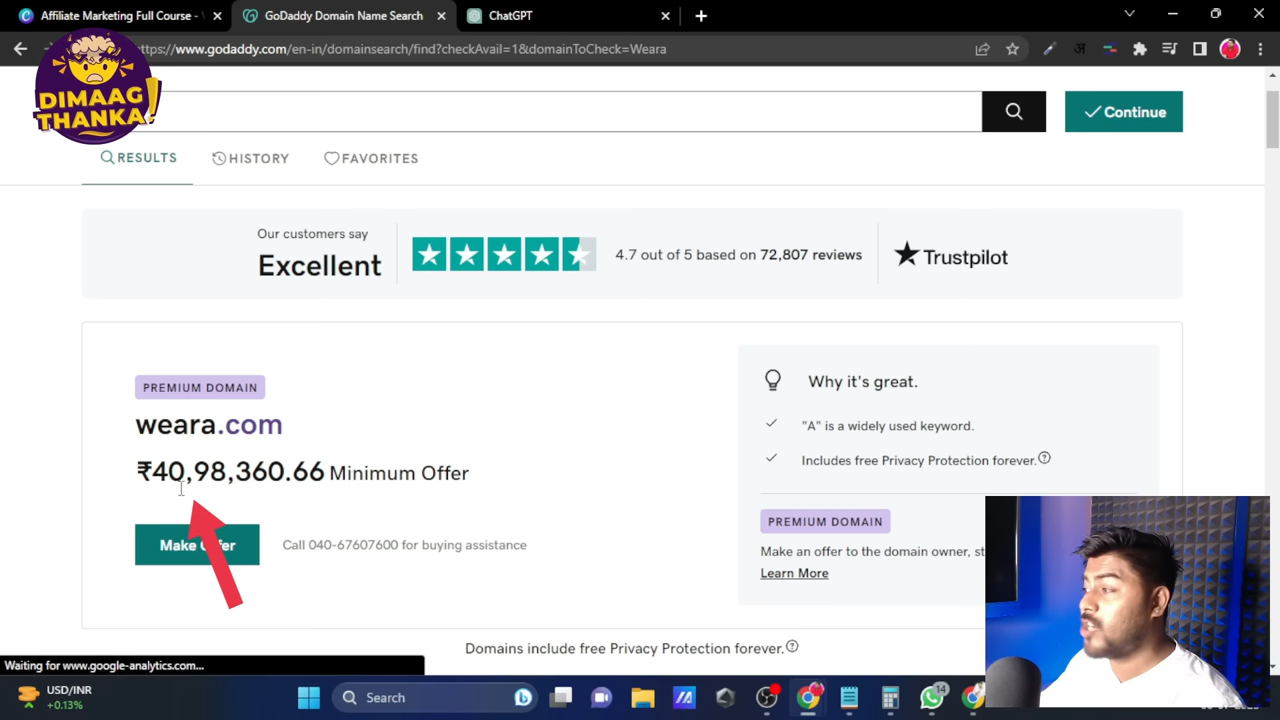 Affiliate Marketing Full Course -
GoDaddy Domain Name Search
ChatGPT
https://www.godaddy.com/en-in/domainsearch/find?checkAvail=1&domainToCheck=Weara
DIMAAG
THANKA!
Continue
RESULTS
HISTORY
FAVORITES
Our customers say
Excellent
4.7 out of 5 based on 72,807 reviews
Trustpilot
PREMIUM DOMAIN
weara.com
₹40,98,360.66 Minimum Offer
Make Offer
Call 040-67607600 for buying assistance
Why it's great.
"A" is a widely used keyword.
Includes free Privacy Protection forever.
PREMIUM DOMAIN
Make an offer to the domain owner, st
Learn More
Domains include free Privacy Protection forever.
Waiting for www.google-analytics.com...
USD/INR
+0.13%
Search
14